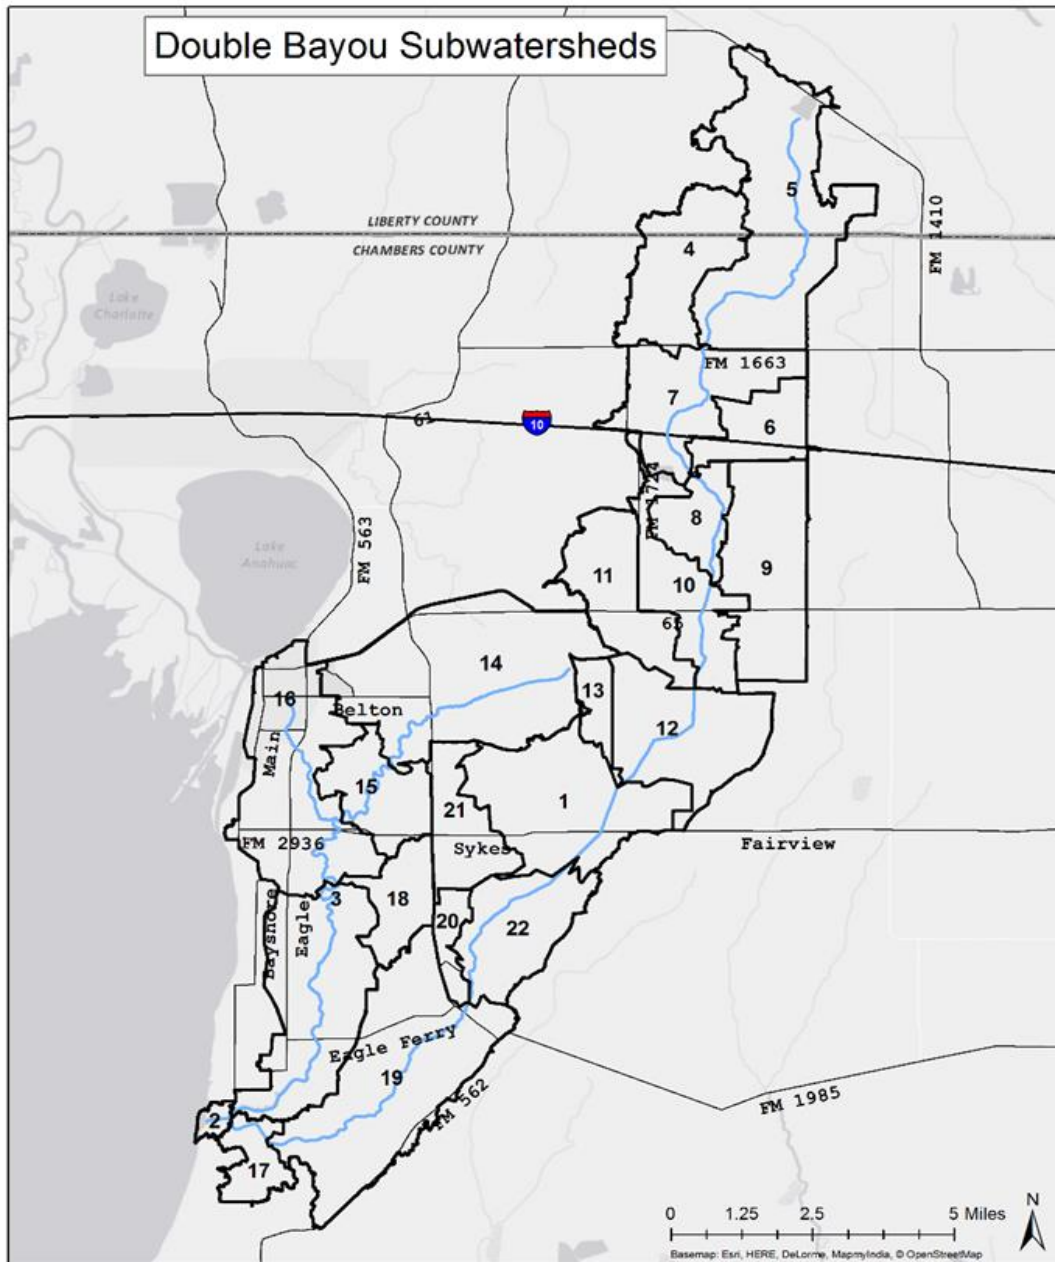 Double Bayou Subwatersheds
5
LIBERTY COUNTY
FM 1410
4
CHAMBERS COUNTY
Lake
Charlotte
FM 1663
7
61
10
6
FM 1724
8
FM 563
Lake
Anahuac
11
10
9
65
14
13
16
Belton
12
Main
15
21
1
FM 2936
Sykes
Fairview
Bayshore
Eagle
3
18
20
22
Eagle Ferry
19
FM 562
FM 1985
2
17
N
0 1.25 2.5 5 Miles
Basemap: Esri, HERE, DeLorme, MapmyIndia, © OpenStreetMap